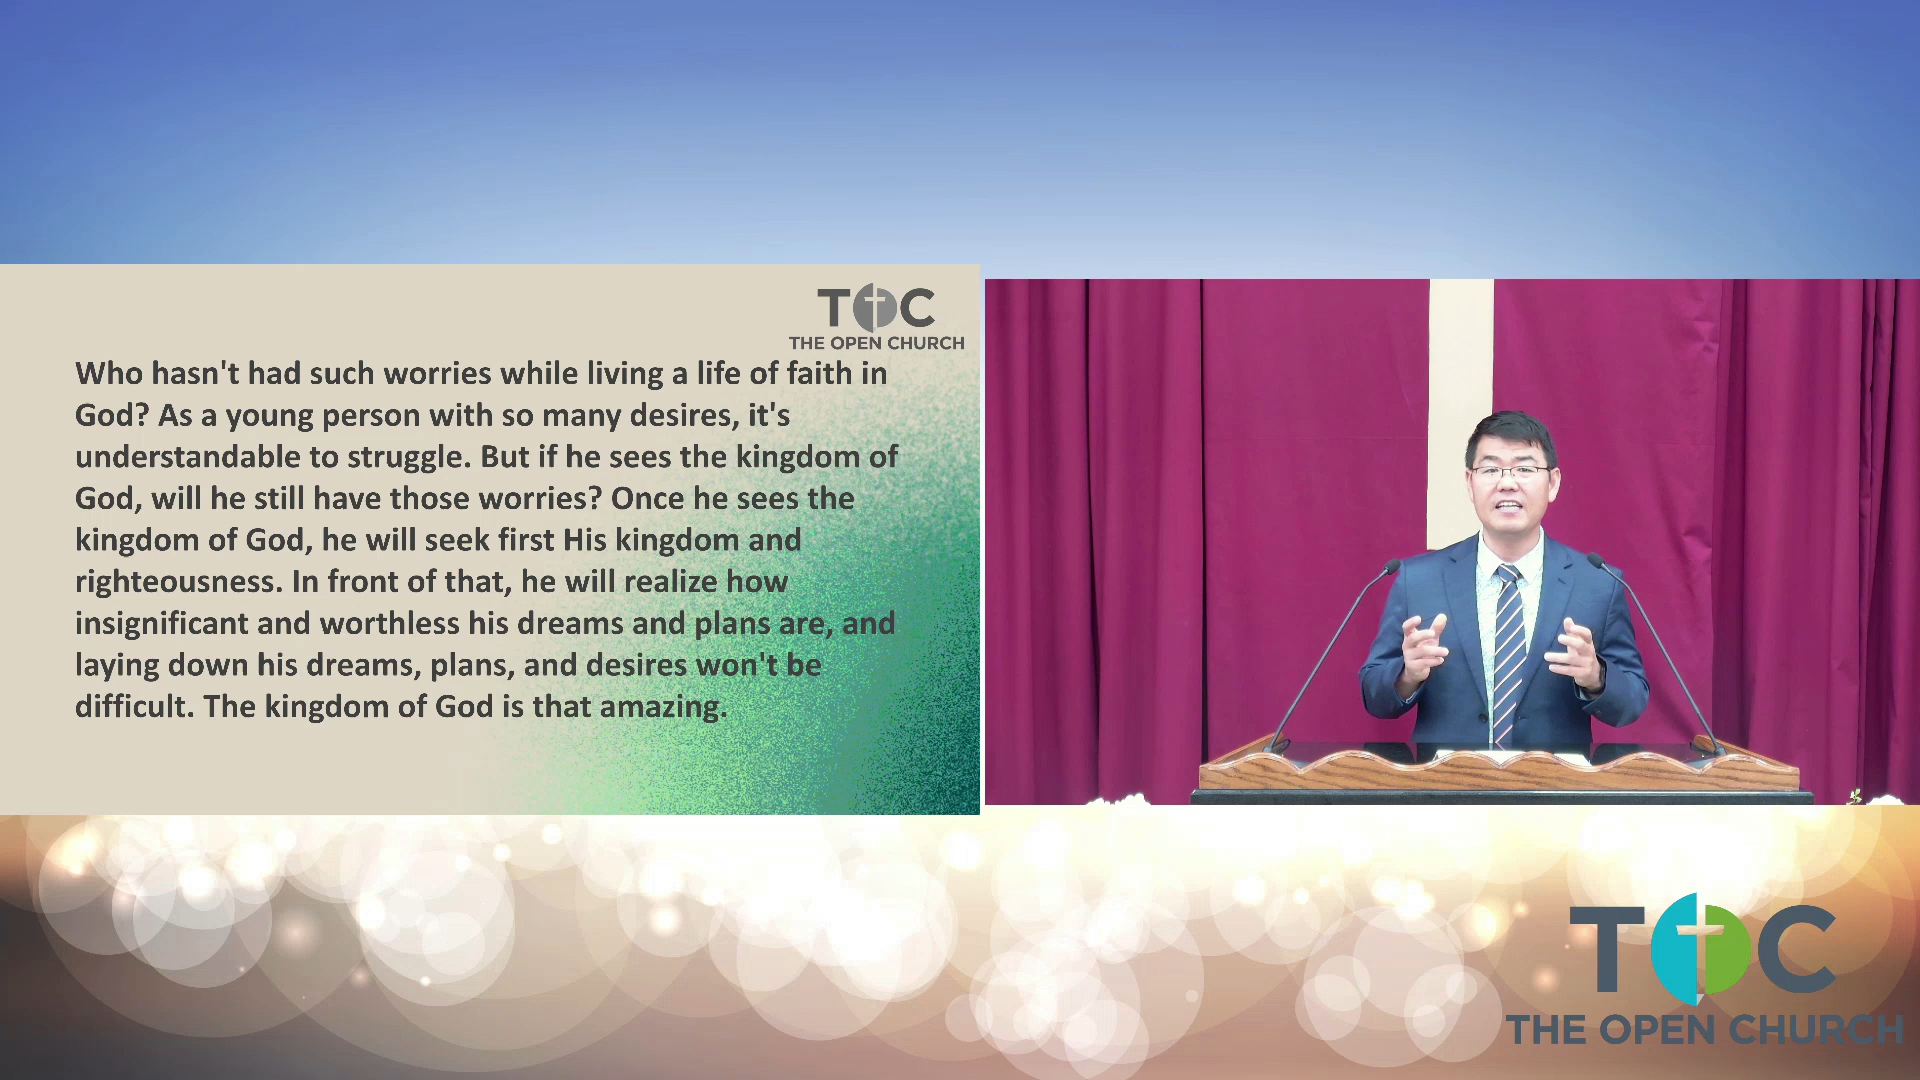 TOC
THE OPEN CHURCH
Who hasn't had such worries while living a life of faith in
God? As a young person with so many desires, it's
understandable to struggle. But if he sees the kingdom of
God, will he still have those worries? Once he sees the
kingdom of God, he will seek first His kingdom and
righteousness. In front of that, he will realize how
insignificant and worthless his dreams and plans are, and
laying down his dreams, plans, and desires won't be
difficult. The kingdom of God is that amazing.
TOC
THE OPEN CHURCH